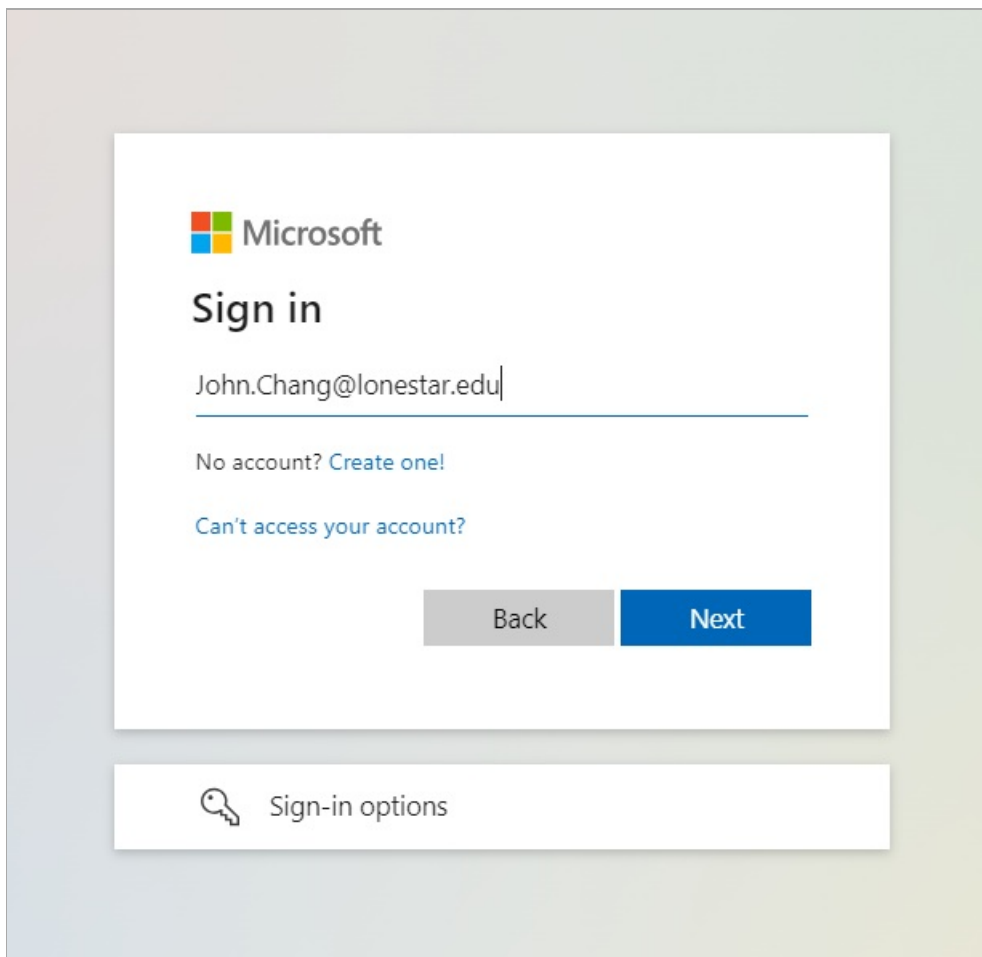 Microsoft
Sign in
John.Chang@lonestar.edu
No account? Create one!
Can't access your account?
Back Next
Sign-in options